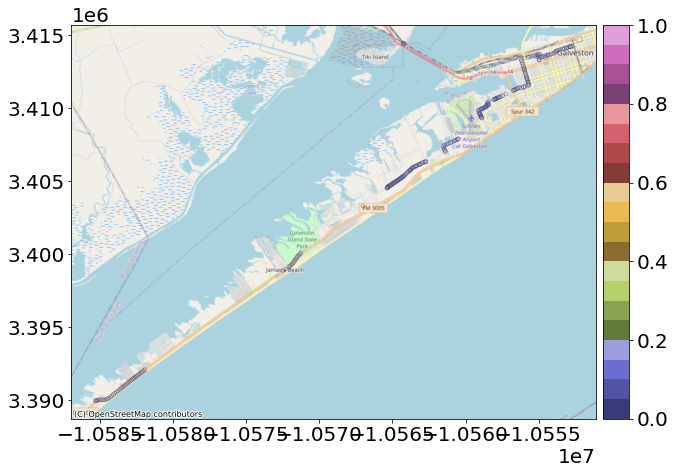 1e6
3.415
3.410
3.405
3.400
3.395
3.390
Tiki Island
Galveston
Spur 342
Scholes
International
Airport
at Galveston
FM 3005
Galveston
Island State
Park
Jamaica Beach
(C) OpenStreetMap contributors
−1.0585
−1.0580
−1.0575
−1.0570
−1.0565
−1.0560
−1.0555
1e7
1.0
0.8
0.6
0.4
0.2
0.0